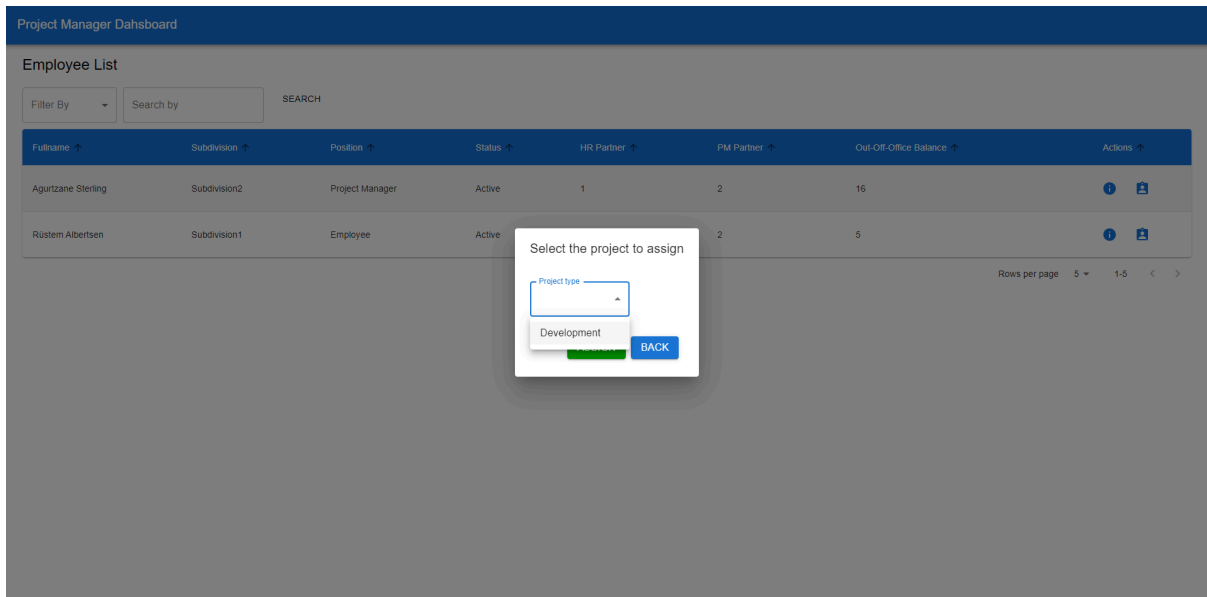 Project Manager Dahsboard
Employee List
Filter By Search by SEARCH
Fullname Subdivision Position Status HR Partner PM Partner Out-Off-Office Balance Actions
Agurtzane Sterling Subdivision2 Project Manager Active 1 2 16
Rüstem Albertsen Subdivision1 Employee Active 2 5
Rows per page 5 1-5
Select the project to assign
Project type
Development
BACK